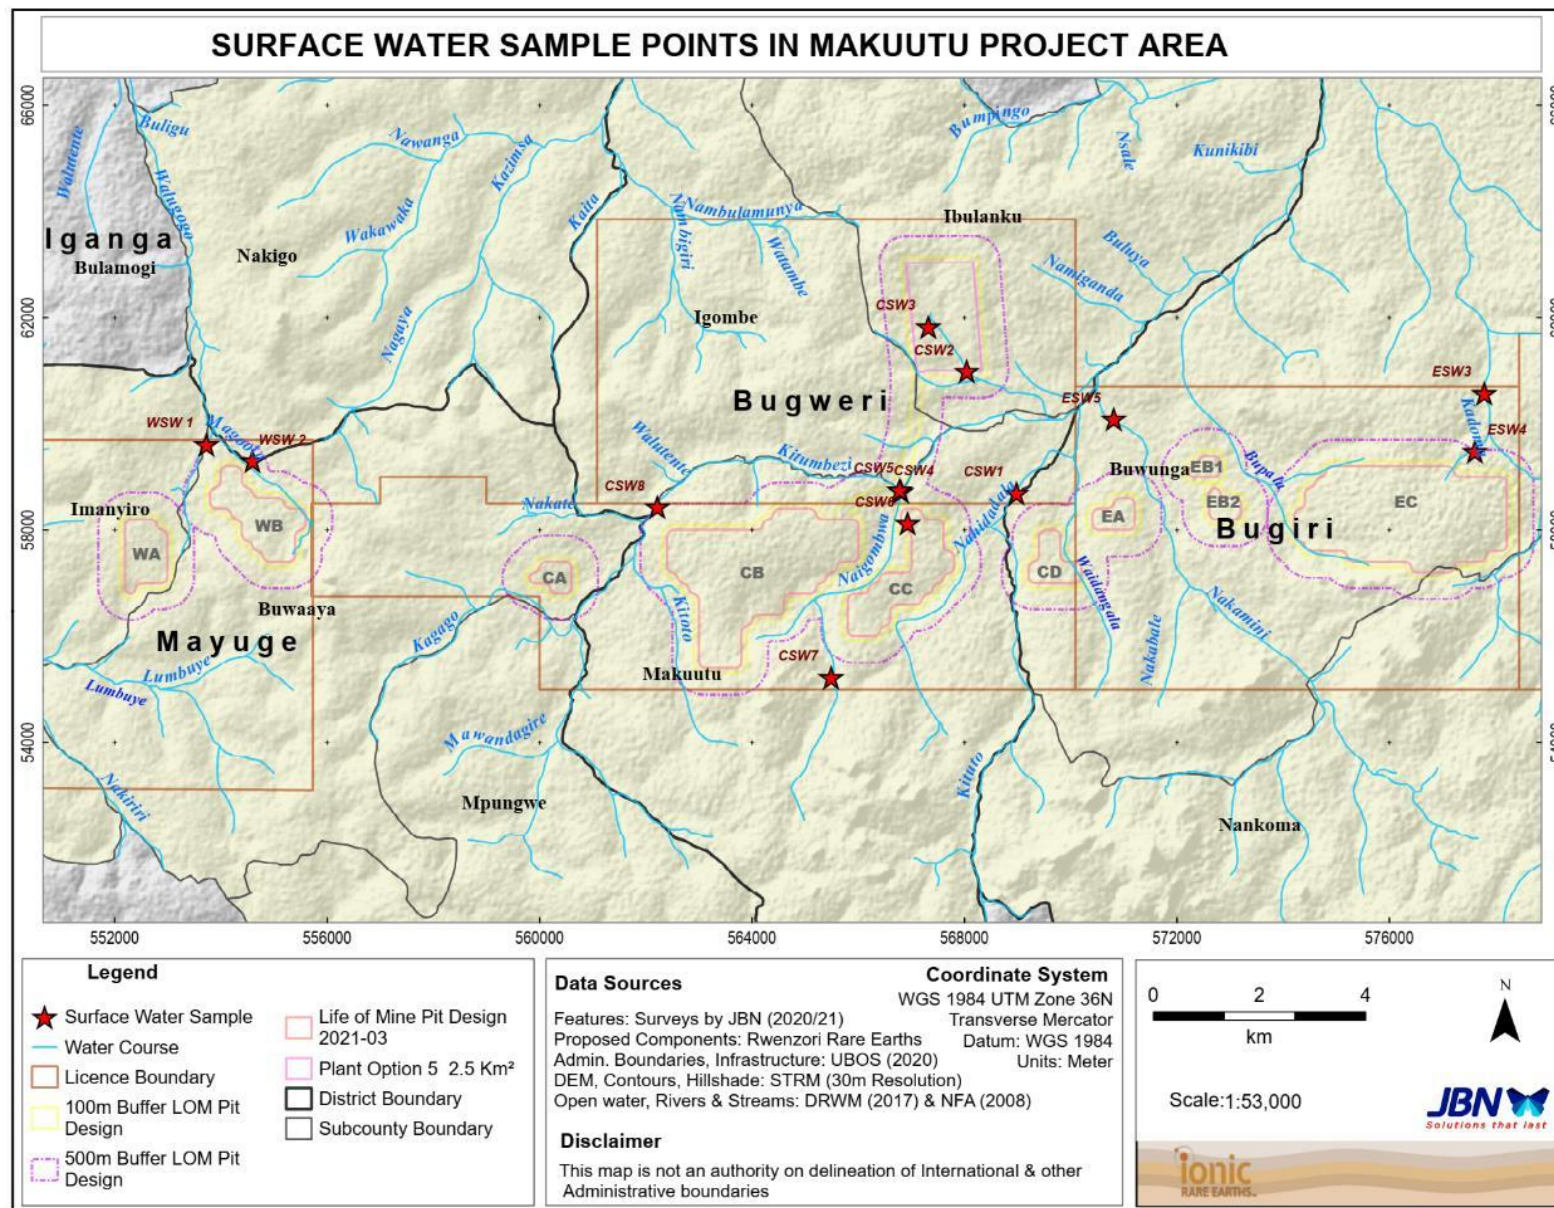 SURFACE WATER SAMPLE POINTS IN MAKUUTU PROJECT AREA
66000
62000
58000
54000
Walutente
Buligu
Walugogo
Nawanga
Kazimsa
Wakawaka
Kaita
Nambulamunya
Nambigiri
Watambe
Bumpingo
Nsale
Kunikibi
Ibulanku
Buluya
Namiganda
Iganga
Bulamogi
Nakigo
Nagaya
Igombe
CSW3
CSW2
Bugweri
ESW5
ESW3
ESW4
Kadoma
WSW 1
WSW 2
Walutente
Kitumbezi
CSW5
CSW4
CSW1
CSW6
CSW8
Buwunga
EB1
EB2
Bupala
EC
Bugiri
Imanyiro
WA
WB
Nakate
Nahidukala
EA
CB
Naigombwa
CC
CD
CA
Waidangala
Buwaaya
Mayuge
Kagago
Kitoto
Nakabale
Nakamini
Lumbuye
Lumbuye
CSW7
Makuutu
Mawandagire
Nakiriri
Mpungwe
Kituto
Nankoma
552000
556000
560000
564000
568000
572000
576000
Legend
Surface Water Sample
Water Course
Licence Boundary
100m Buffer LOM Pit
Design
500m Buffer LOM Pit
Design
Life of Mine Pit Design
2021-03
Plant Option 5 2.5 Km²
District Boundary
Subcounty Boundary
Data Sources
Features: Surveys by JBN (2020/21)
Proposed Components: Rwenzori Rare Earths
Admin. Boundaries, Infrastructure: UBOS (2020)
DEM, Contours, Hillshade: STRM (30m Resolution)
Open water, Rivers & Streams: DRWM (2017) & NFA (2008)
Coordinate System
WGS 1984 UTM Zone 36N
Transverse Mercator
Datum: WGS 1984
Units: Meter
Disclaimer
This map is not an authority on delineation of International & other
Administrative boundaries
0 2 4
km
N
Scale:1:53,000
JBN
Solutions that last
ionic
RARE EARTHS